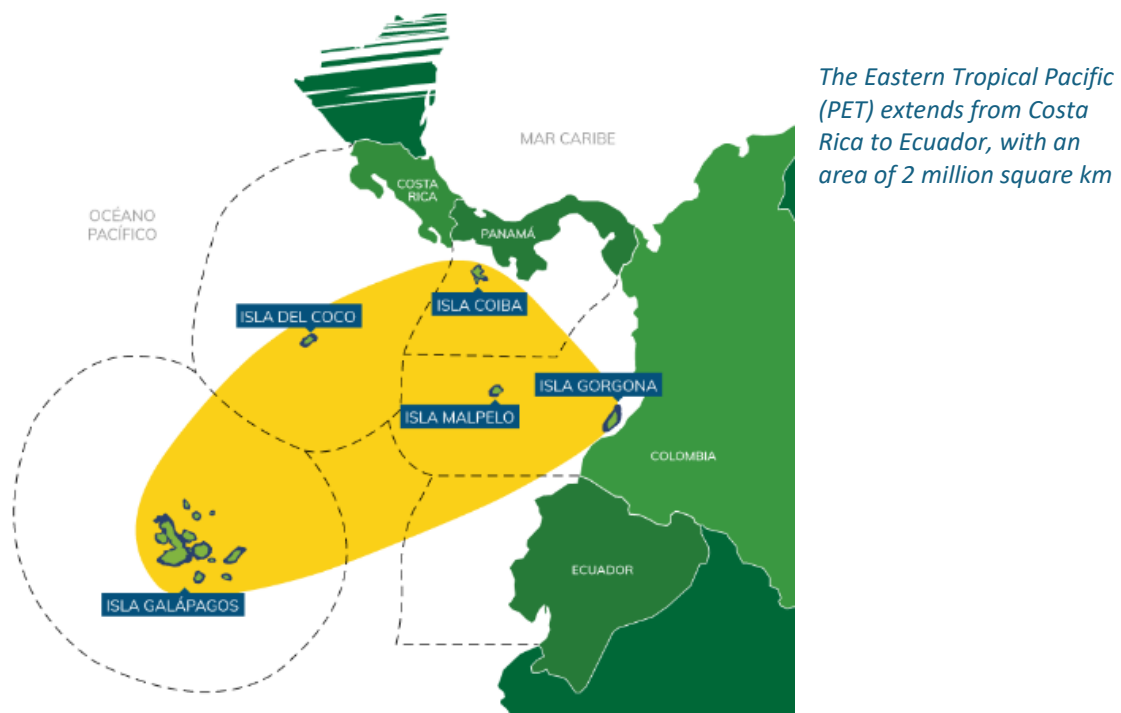 The Eastern Tropical Pacific
(PET) extends from Costa
Rica to Ecuador, with an
area of 2 million square km
MAR CARIBE
COSTA
RICA
OCÉANO
PACÍFICO
PANAMÁ
ISLA COIBA
ISLA DEL COCO
ISLA GORGONA
ISLA MALPELO
COLOMBIA
ECUADOR
ISLA GALÁPAGOS